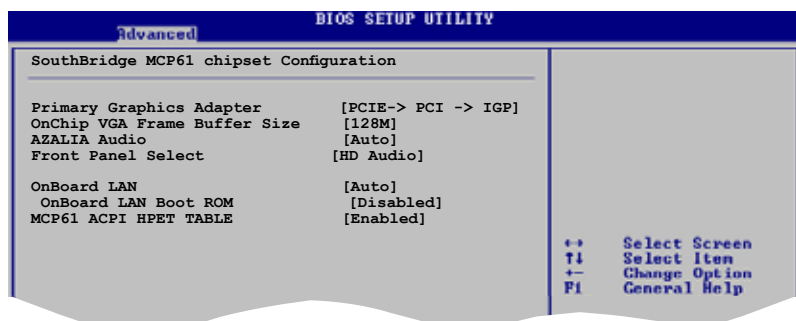 BIOS SETUP UTILITY
Advanced
SouthBridge MCP61 chipset Configuration
Primary Graphics Adapter [PCIE-> PCI -> IGP]
OnChip VGA Frame Buffer Size [128M]
AZALIA Audio [Auto]
Front Panel Select [HD Audio]
OnBoard LAN [Auto]
OnBoard LAN Boot ROM [Disabled]
MCP61 ACPI HPET TABLE [Enabled]
↔ Select Screen
↑↓ Select Item
+- Change Option
F1 General Help